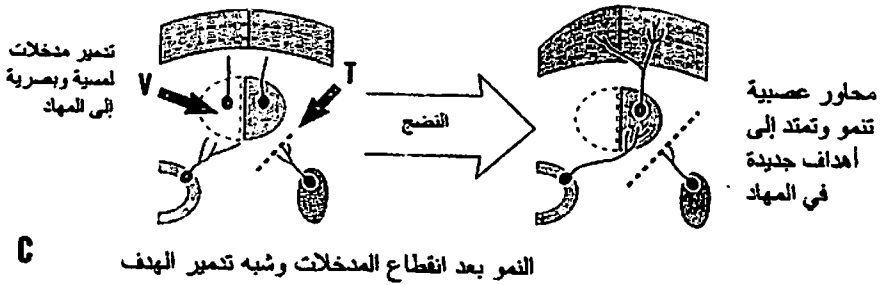 تدمير مدخلات
لمسية وبصرية
إلى المهاد
V
T
النضج
محاور عصبية
تنمو وتمتد إلى
أهداف جديدة
في المهاد
C
النمو بعد انقطاع المدخلات وشبه تدمير الهدف